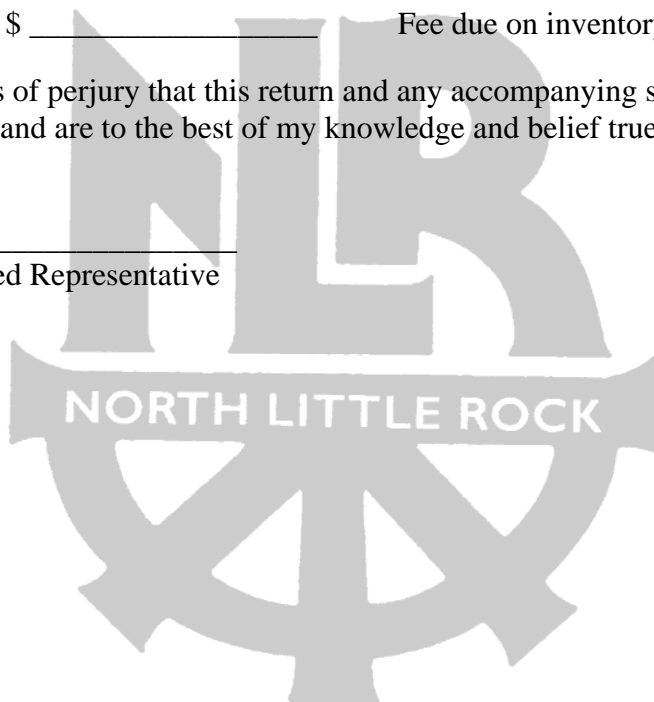 $ ___________________ Fee due on inventory
s of perjury that this return and any accompanying s
and are to the best of my knowledge and belief true
ed Representative
NLR
NORTH LITTLE ROCK